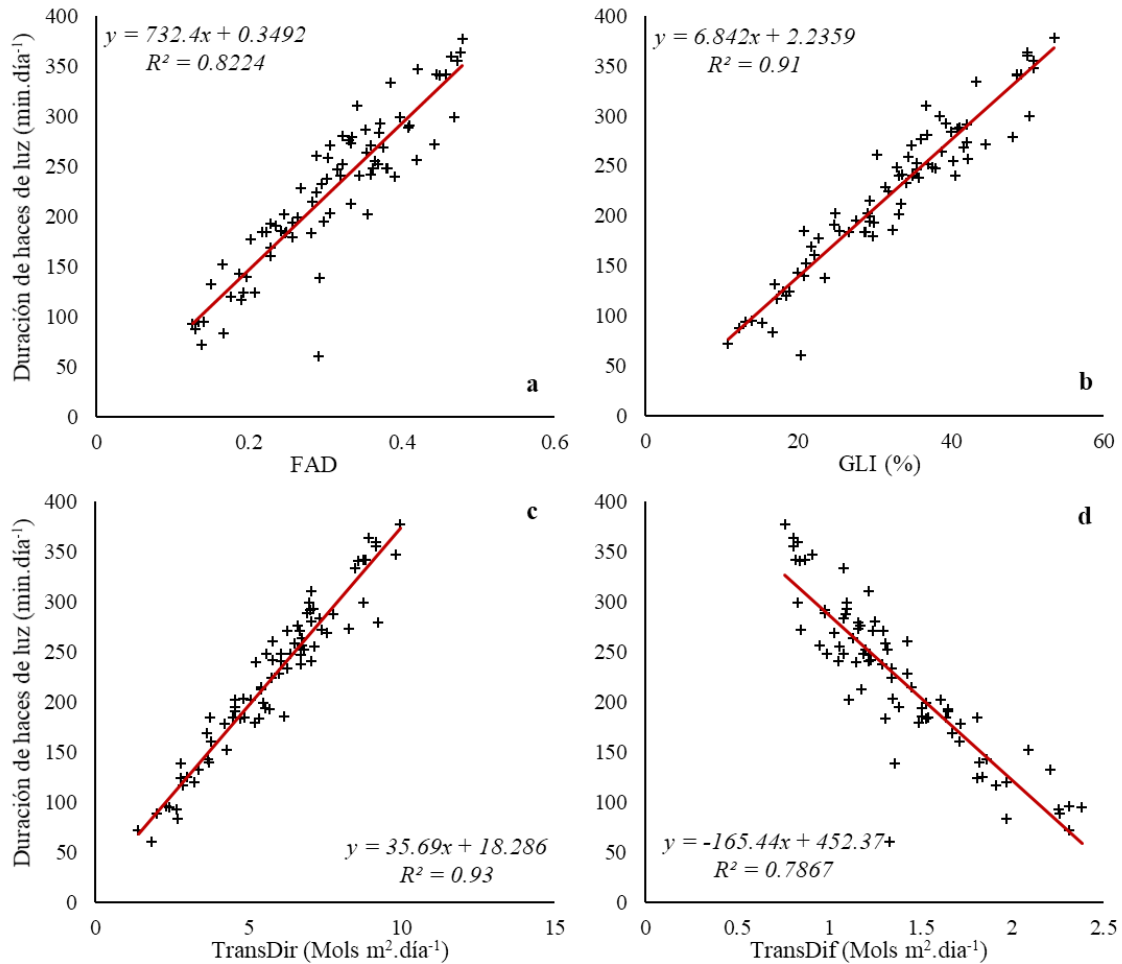 Duración de haces de luz (min.día⁻¹)
400
350
300
250
200
150
100
50
0
y = 732.4x + 0.3492
R² = 0.8224
a
0 0.2 0.4 0.6
FAD
400
350
300
250
200
150
100
50
0
y = 6.842x + 2.2359
R² = 0.91
b
0 20 40 60
GLI (%)
Duración de haces de luz (min.día⁻¹)
400
350
300
250
200
150
100
50
0
c
y = 35.69x + 18.286
R² = 0.93
0 5 10 15
TransDir (Mols m².día⁻¹)
400
350
300
250
200
150
100
50
0
d
y = -165.44x + 452.37
R² = 0.7867
0 0.5 1 1.5 2 2.5
TransDif (Mols m².día⁻¹)